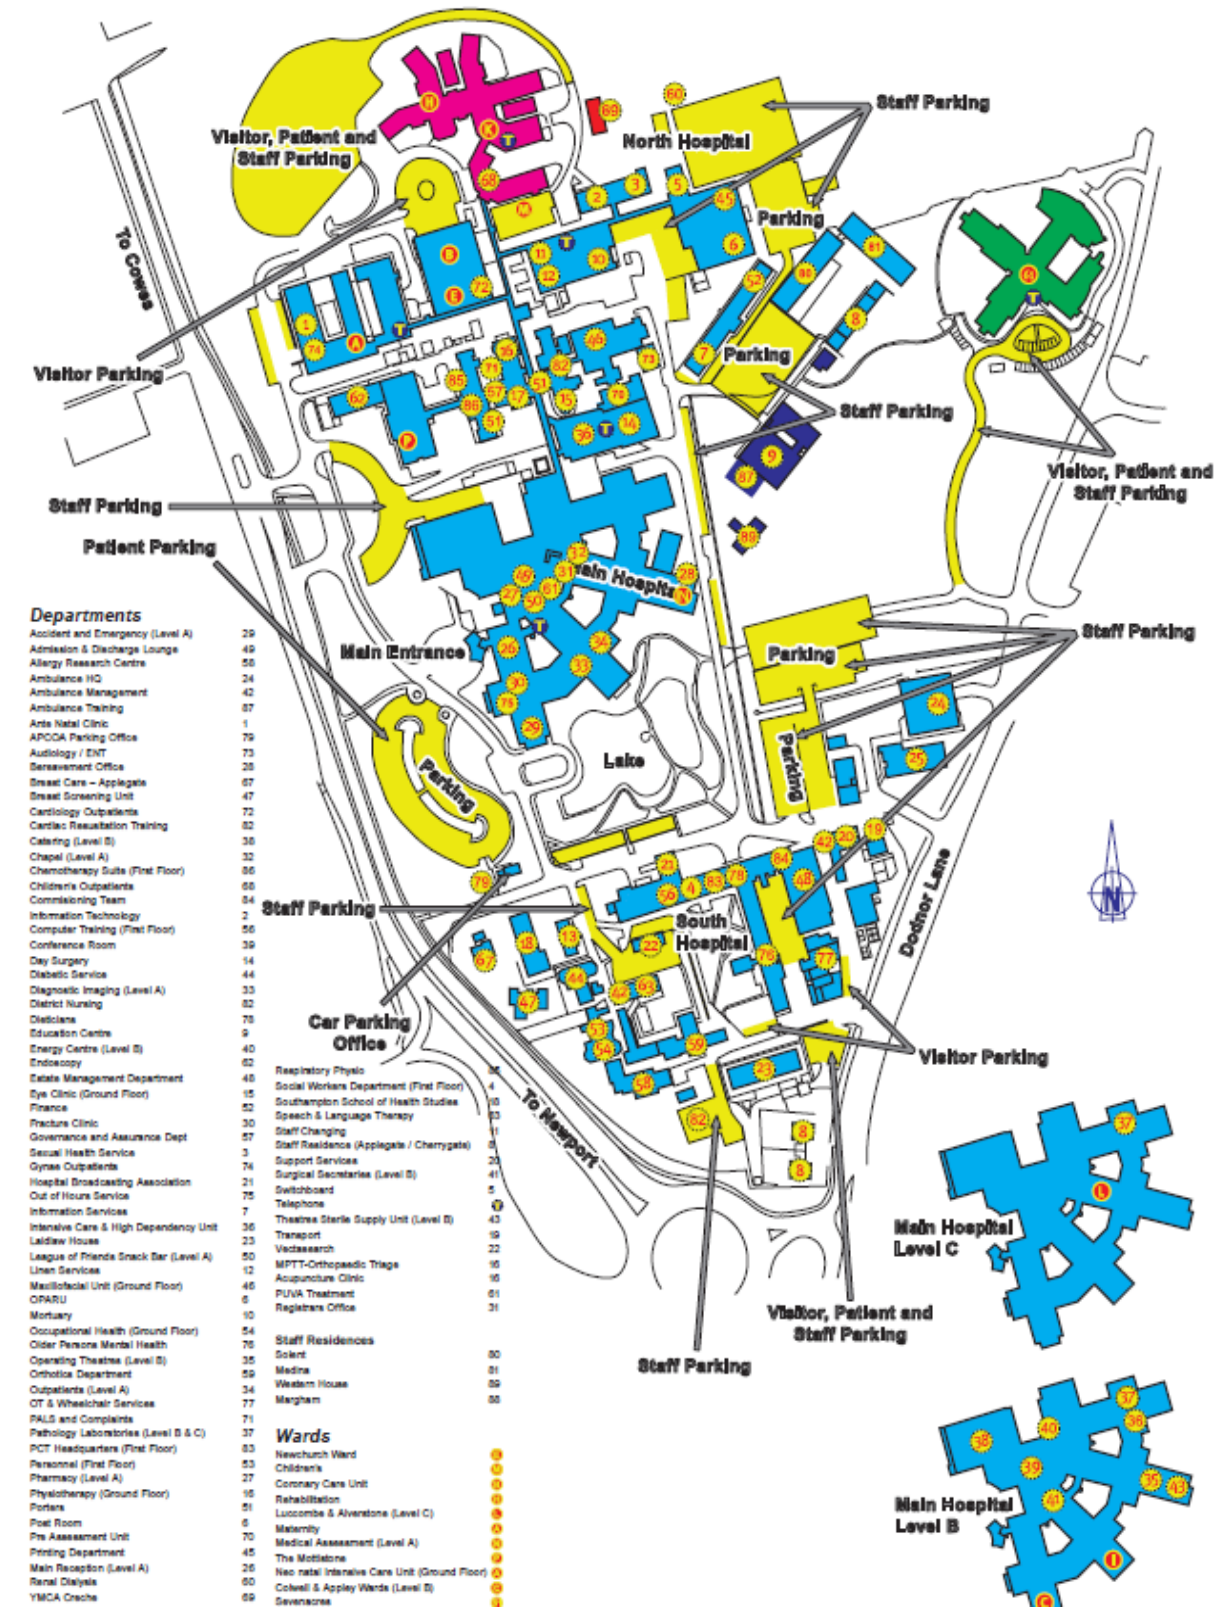 Staff Parking
North Hospital
Visitor, Patient and
Staff Parking
Parking
To Cowes
Visitor Parking
Parking
Staff Parking
Visitor, Patient and
Staff Parking
Staff Parking
Patient Parking
Main Hospital
Main Entrance
Staff Parking
Parking
Parking
Lake
Parking
Staff Parking
South
Hospital
Dodnor Lane
N
Car Parking
Office
Visitor Parking
To Newport
Visitor, Patient and
Staff Parking
Staff Parking
Main Hospital
Level C
Main Hospital
Level B
Departments
Accident and Emergency (Level A) 29
Admission & Discharge Lounge 49
Allergy Research Centre 58
Ambulance HQ 24
Ambulance Management 42
Ambulance Training 87
Ante Natal Clinic 1
APCOA Parking Office 79
Audiology / ENT 73
Bereavement Office 28
Breast Care – Applegate 67
Breast Screening Unit 47
Cardiology Outpatients 72
Cardiac Resusitation Training 82
Catering (Level B) 38
Chapel (Level A) 32
Chemotherapy Suite (First Floor) 86
Children's Outpatients 68
Commisioning Team 84
Information Technology 2
Computer Training (First Floor) 56
Conference Room 39
Day Surgery 14
Diabetic Service 44
Diagnostic Imaging (Level A) 33
District Nursing 82
Dieticians 78
Education Centre 9
Energy Centre (Level B) 40
Endoscopy 62
Estate Management Department 48
Eye Clinic (Ground Floor) 15
Finance 52
Fracture Clinic 30
Governance and Assurance Dept 57
Sexual Health Service 3
Gynae Outpatients 74
Hospital Broadcasting Association 21
Out of Hours Service 75
Information Services 7
Intensive Care & High Dependency Unit 36
Laidlaw House 23
League of Friends Snack Bar (Level A) 50
Linen Services 12
Maxillofacial Unit (Ground Floor) 46
OPARU 6
Mortuary 10
Occupational Health (Ground Floor) 54
Older Persons Mental Health 76
Operating Theatres (Level B) 35
Orthotics Department 59
Outpatients (Level A) 34
OT & Wheelchair Services 77
PALS and Complaints 71
Pathology Laboratories (Level B & C) 37
PCT Headquarters (First Floor) 83
Personnel (First Floor) 53
Pharmacy (Level A) 27
Physiotherapy (Ground Floor) 16
Porters 51
Post Room 6
Pre Assessment Unit 70
Printing Department 45
Main Reception (Level A) 26
Renal Dialysis 60
YMCA Creche 69
Respiratory Physio
Social Workers Department (First Floor) 4
Southampton School of Health Studies 18
Speech & Language Therapy 63
Staff Changing 11
Staff Residence (Applegate / Cherrygate) 8
Support Services 20
Surgical Secretaries (Level B) 41
Switchboard 5
Telephone T
Theatres Sterile Supply Unit (Level B) 43
Transport 19
Vectasearch 22
MPTT-Orthopaedic Triage 16
Acupuncture Clinic 16
PUVA Treatment 61
Registrars Office 31
Staff Residences
Solent 80
Medina 81
Western House 89
Margham 88
Wards
Newchurch Ward
Children's M
Coronary Care Unit
Rehabilitation H
Luccombe & Alverstone (Level C) L
Maternity A
Medical Assessment (Level A) N
The Mottistone P
Neo natal Intensive Care Unit (Ground Floor) A
Colwell & Appley Wards (Level B) C
Sevenacres